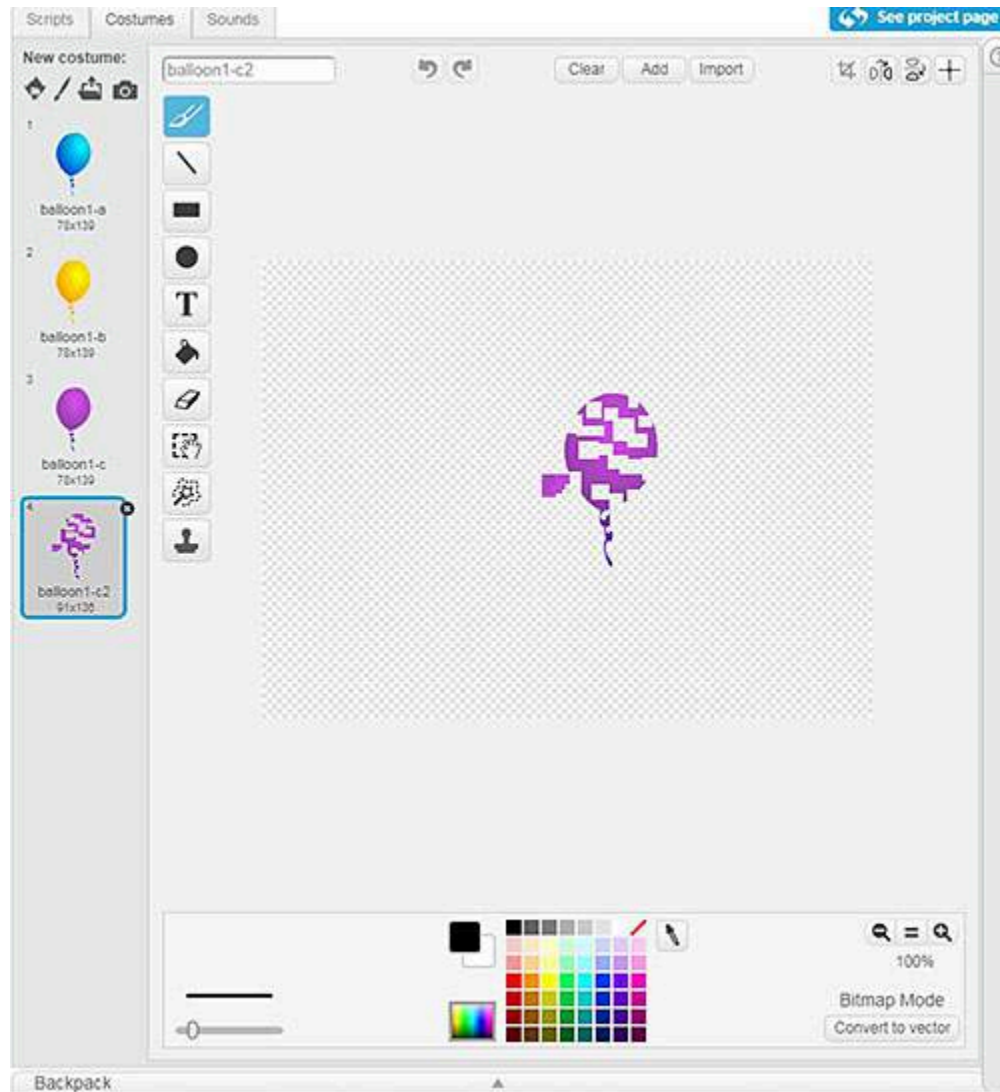 Scripts Costumes Sounds
See project page
New costume:
balloon1-c2
Clear Add Import
1
balloon1-a
78x139
2
balloon1-b
78x139
3
balloon1-c
78x139
4
balloon1-c2
T
100%
Bitmap Mode
Convert to vector
Backpack